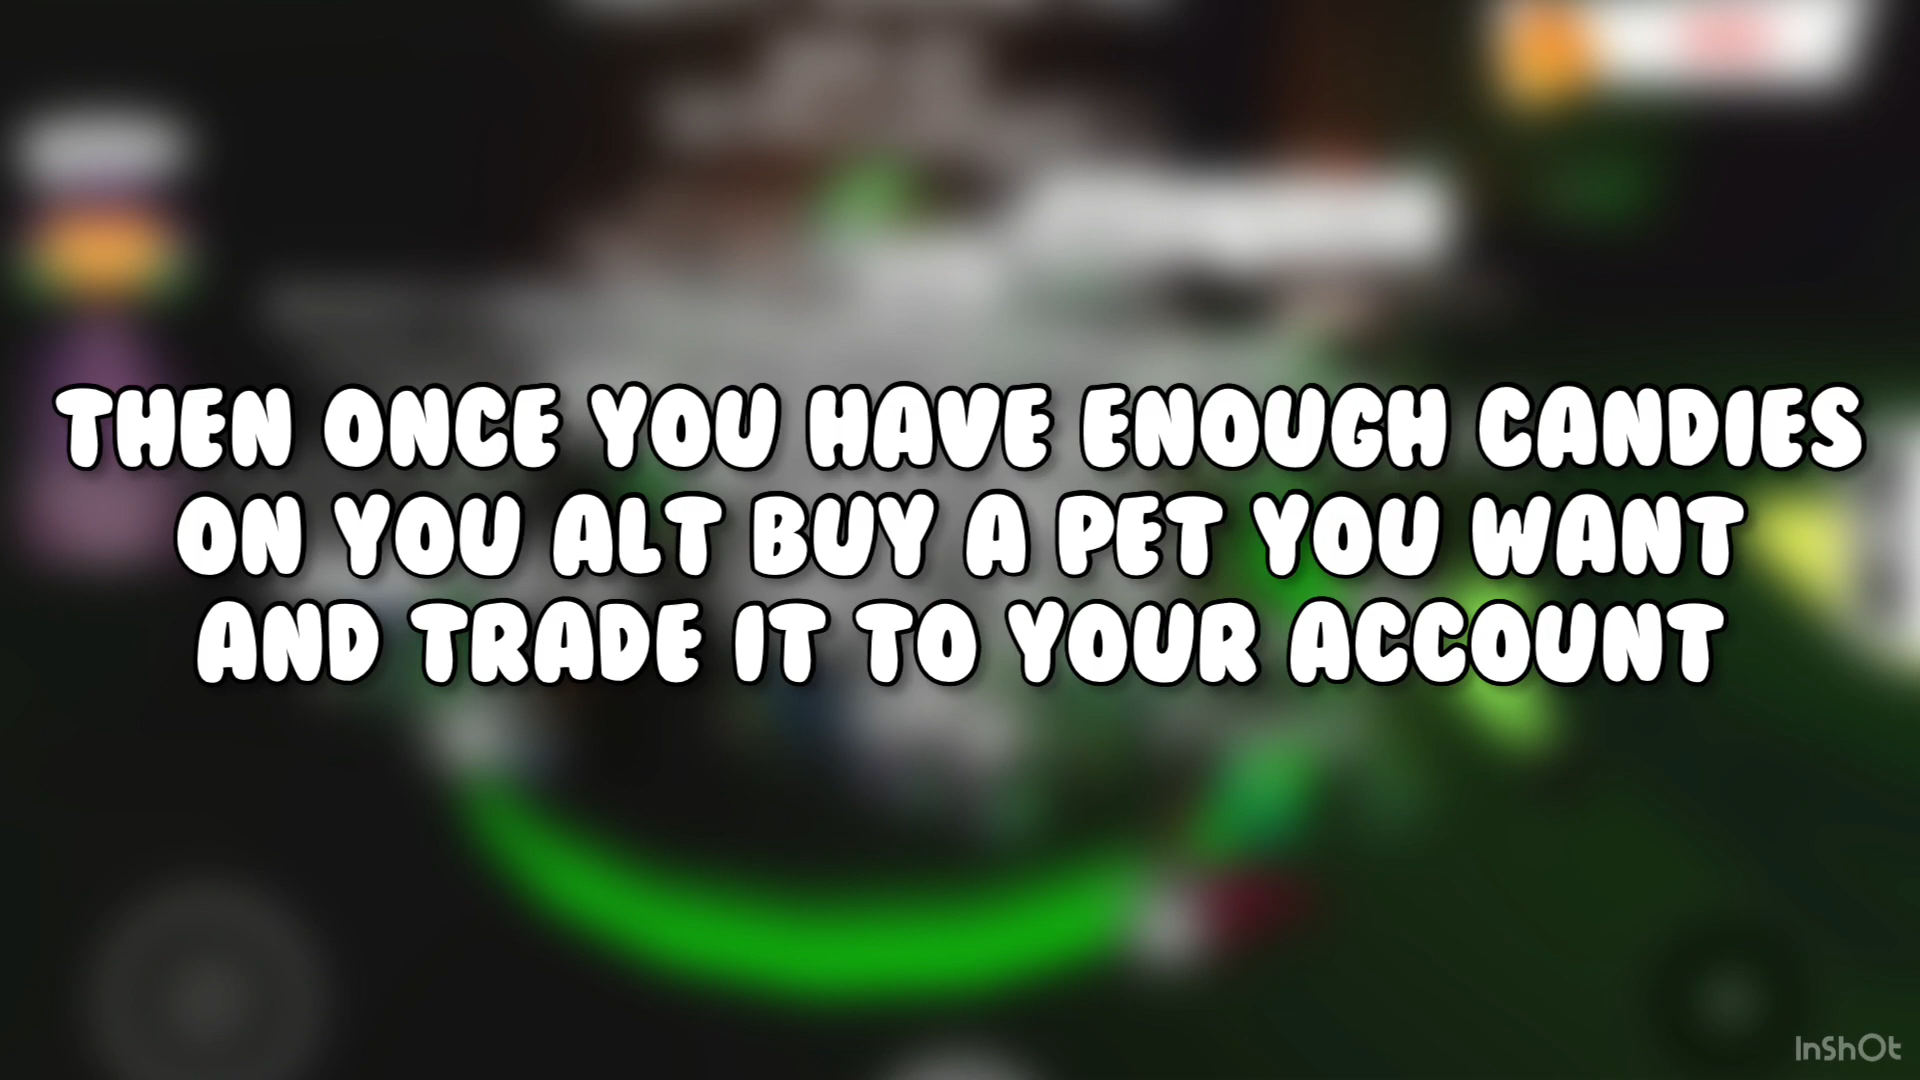 THEN ONCE YOU HAVE ENOUGH CANDIES
ON YOU ALT BUY A PET YOU WANT
AND TRADE IT TO YOUR ACCOUNT
InShOt